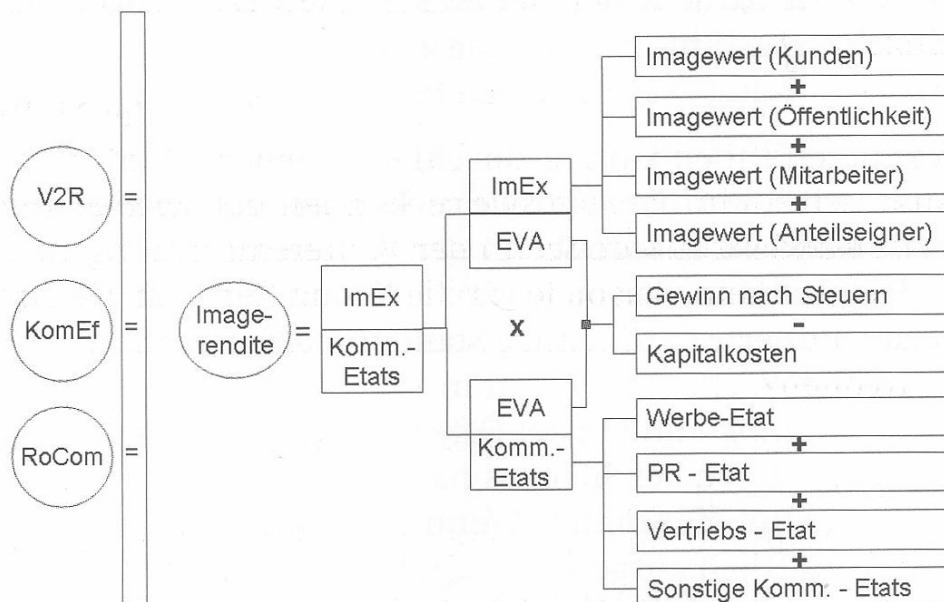 V2R
=
KomEf
=
RoCom
=
Image-
rendite
=
ImEx
Komm.-
Etats
ImEx
EVA
x
EVA
Komm.-
Etats
Imagewert (Kunden)
+
Imagewert (Öffentlichkeit)
+
Imagewert (Mitarbeiter)
+
Imagewert (Anteilseigner)
Gewinn nach Steuern
-
Kapitalkosten
Werbe-Etat
+
PR - Etat
+
Vertriebs - Etat
+
Sonstige Komm. - Etats